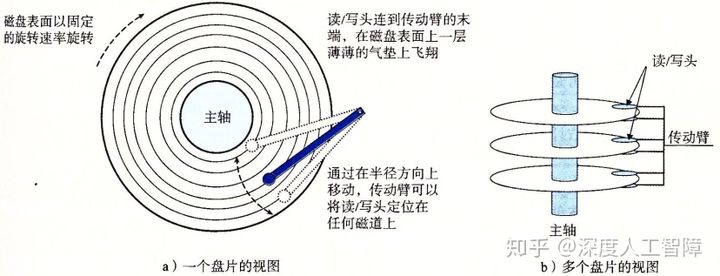 磁盘表面以固定
的旋转速率旋转
读/写头连到传动臂的末
端，在磁盘表面上一层
薄薄的气垫上飞翔
主轴
通过在半径方向上
移动，传动臂可以
将读/写头定位在
任何磁道上
a）一个盘片的视图
读/写头
传动臂
主轴
b）多个盘片的视图
知乎 @深度人工智障